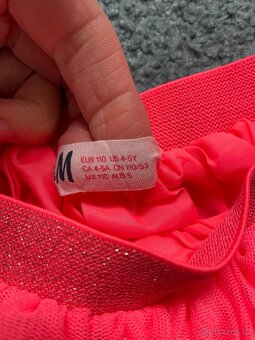 M
EUR 110 US 4-5Y
CA 4-5A CN 110/53
MX 110 AUS 5